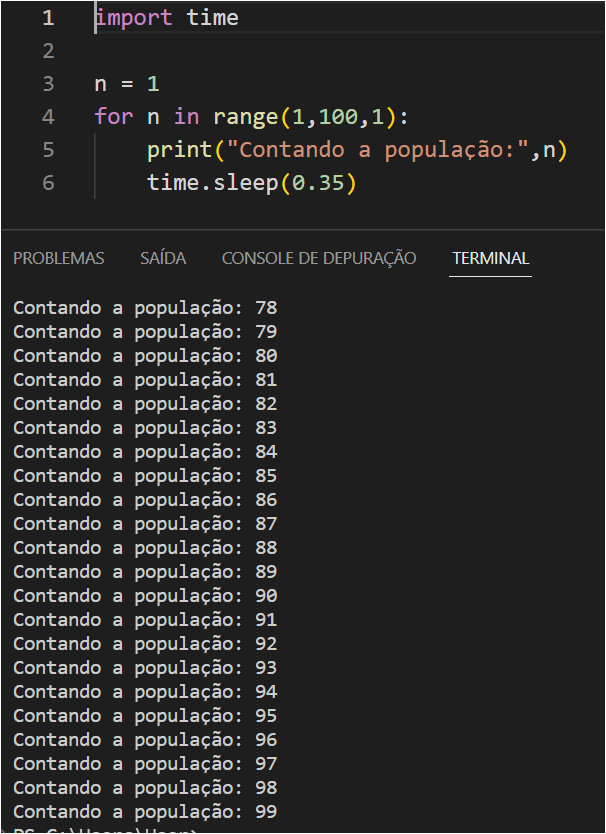 1 import time
2
3 n = 1
4 for n in range(1,100,1):
5 print("Contando a população:",n)
6 time.sleep(0.35)
PROBLEMAS SAÍDA CONSOLE DE DEPURAÇÃO TERMINAL
Contando a população: 78
Contando a população: 79
Contando a população: 80
Contando a população: 81
Contando a população: 82
Contando a população: 83
Contando a população: 84
Contando a população: 85
Contando a população: 86
Contando a população: 87
Contando a população: 88
Contando a população: 89
Contando a população: 90
Contando a população: 91
Contando a população: 92
Contando a população: 93
Contando a população: 94
Contando a população: 95
Contando a população: 96
Contando a população: 97
Contando a população: 98
Contando a população: 99